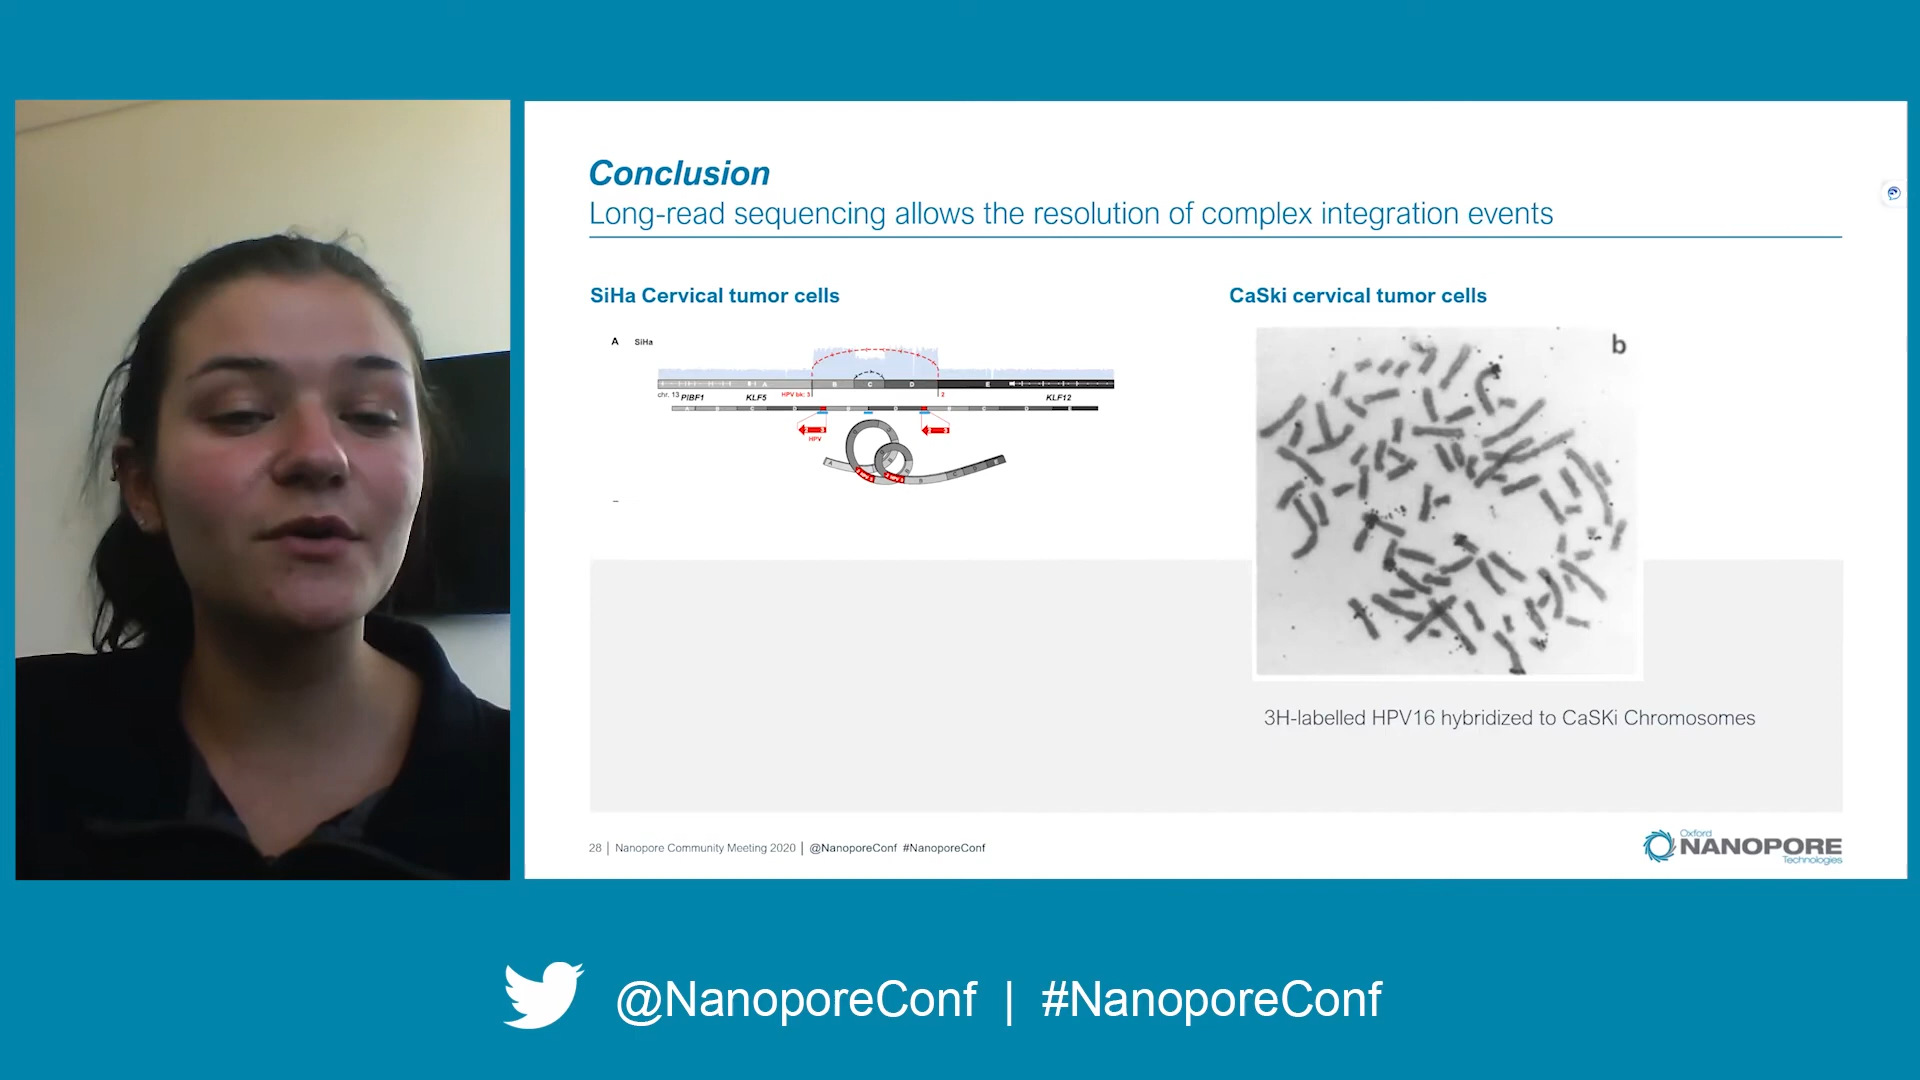 Conclusion
Long-read sequencing allows the resolution of complex integration events
SiHa Cervical tumor cells
CaSki cervical tumor cells
A SiHa
b
A B C D E
chr. 13 PIBF1 KLF5 HPV bk: 3 2 KLF12
HPV
3H-labelled HPV16 hybridized to CaSKi Chromosomes
28 | Nanopore Community Meeting 2020 | @NanoporeConf #NanoporeConf
Oxford
NANOPORE
Technologies
@NanoporeConf | #NanoporeConf